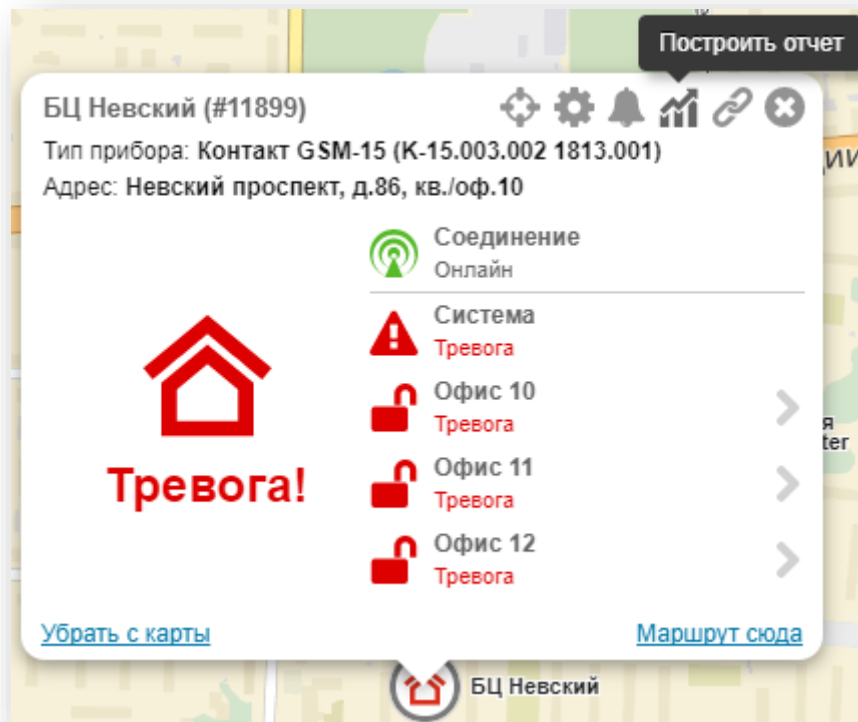 Построить отчет
БЦ Невский (#11899)
Тип прибора: Контакт GSM-15 (К-15.003.002 1813.001)
Адрес: Невский проспект, д.86, кв./оф.10
Соединение
Онлайн
Система
Тревога
Офис 10
Тревога
Офис 11
Тревога
Офис 12
Тревога
Тревога!
Убрать с карты
Маршрут сюда
БЦ Невский